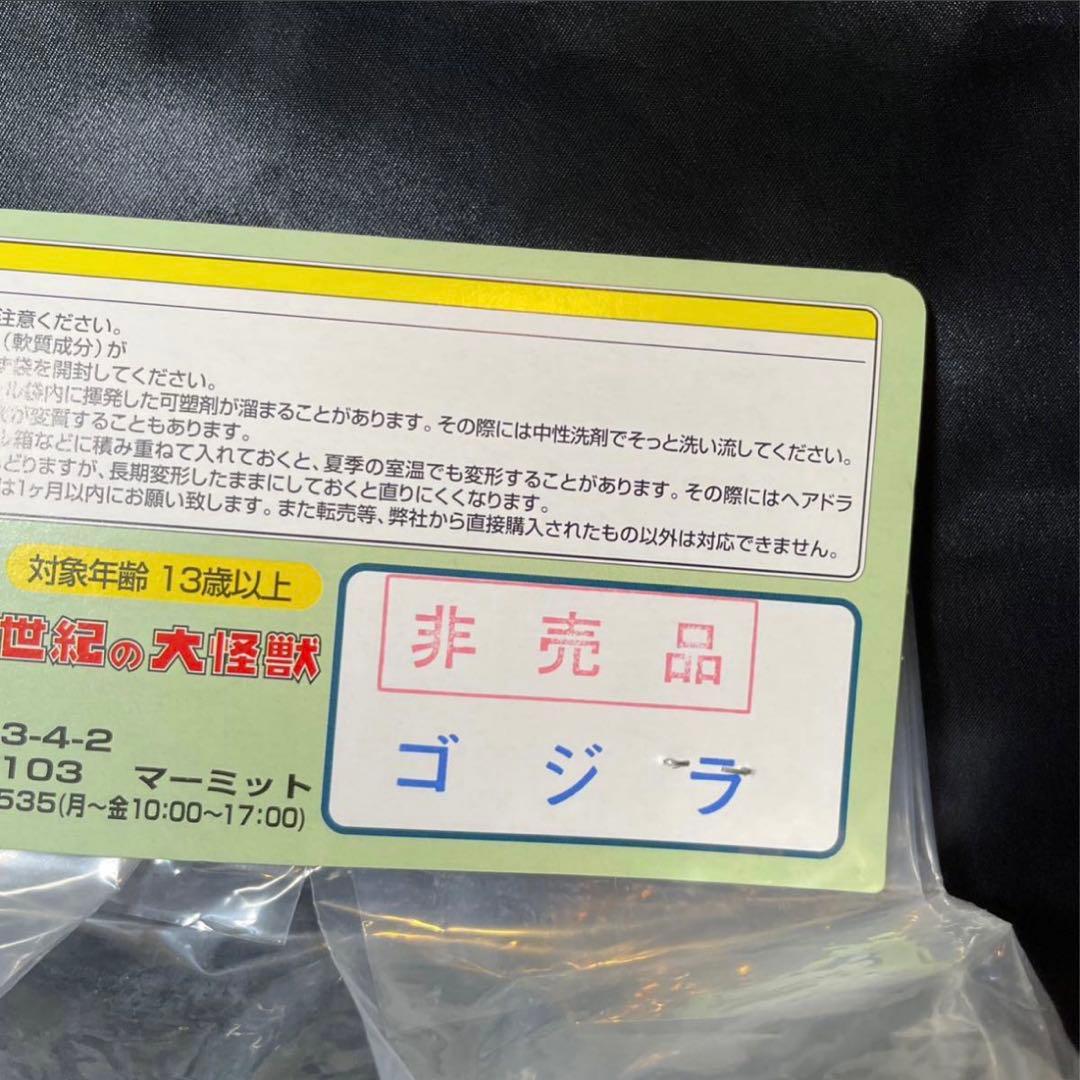 注意ください。
(軟質成分)が
ず袋を開封してください。
ール袋内に揮発した可塑剤が溜まることがあります。その際には中性洗剤でそっと洗い流してください。
が変質することもあります。
ル箱などに積み重ねて入れておくと、夏季の室温でも変形することがあります。その際にはヘアドラ
どりますが、長期変形したままにしておくと直りにくくなります。
は1ヶ月以内にお願い致します。また転売等、弊社から直接購入されたもの以外は対応できません。
対象年齢 13歳以上
世紀の大怪獣
3-4-2
103 マーミット
535(月～金10:00～17:00)
非売品
ゴジラ